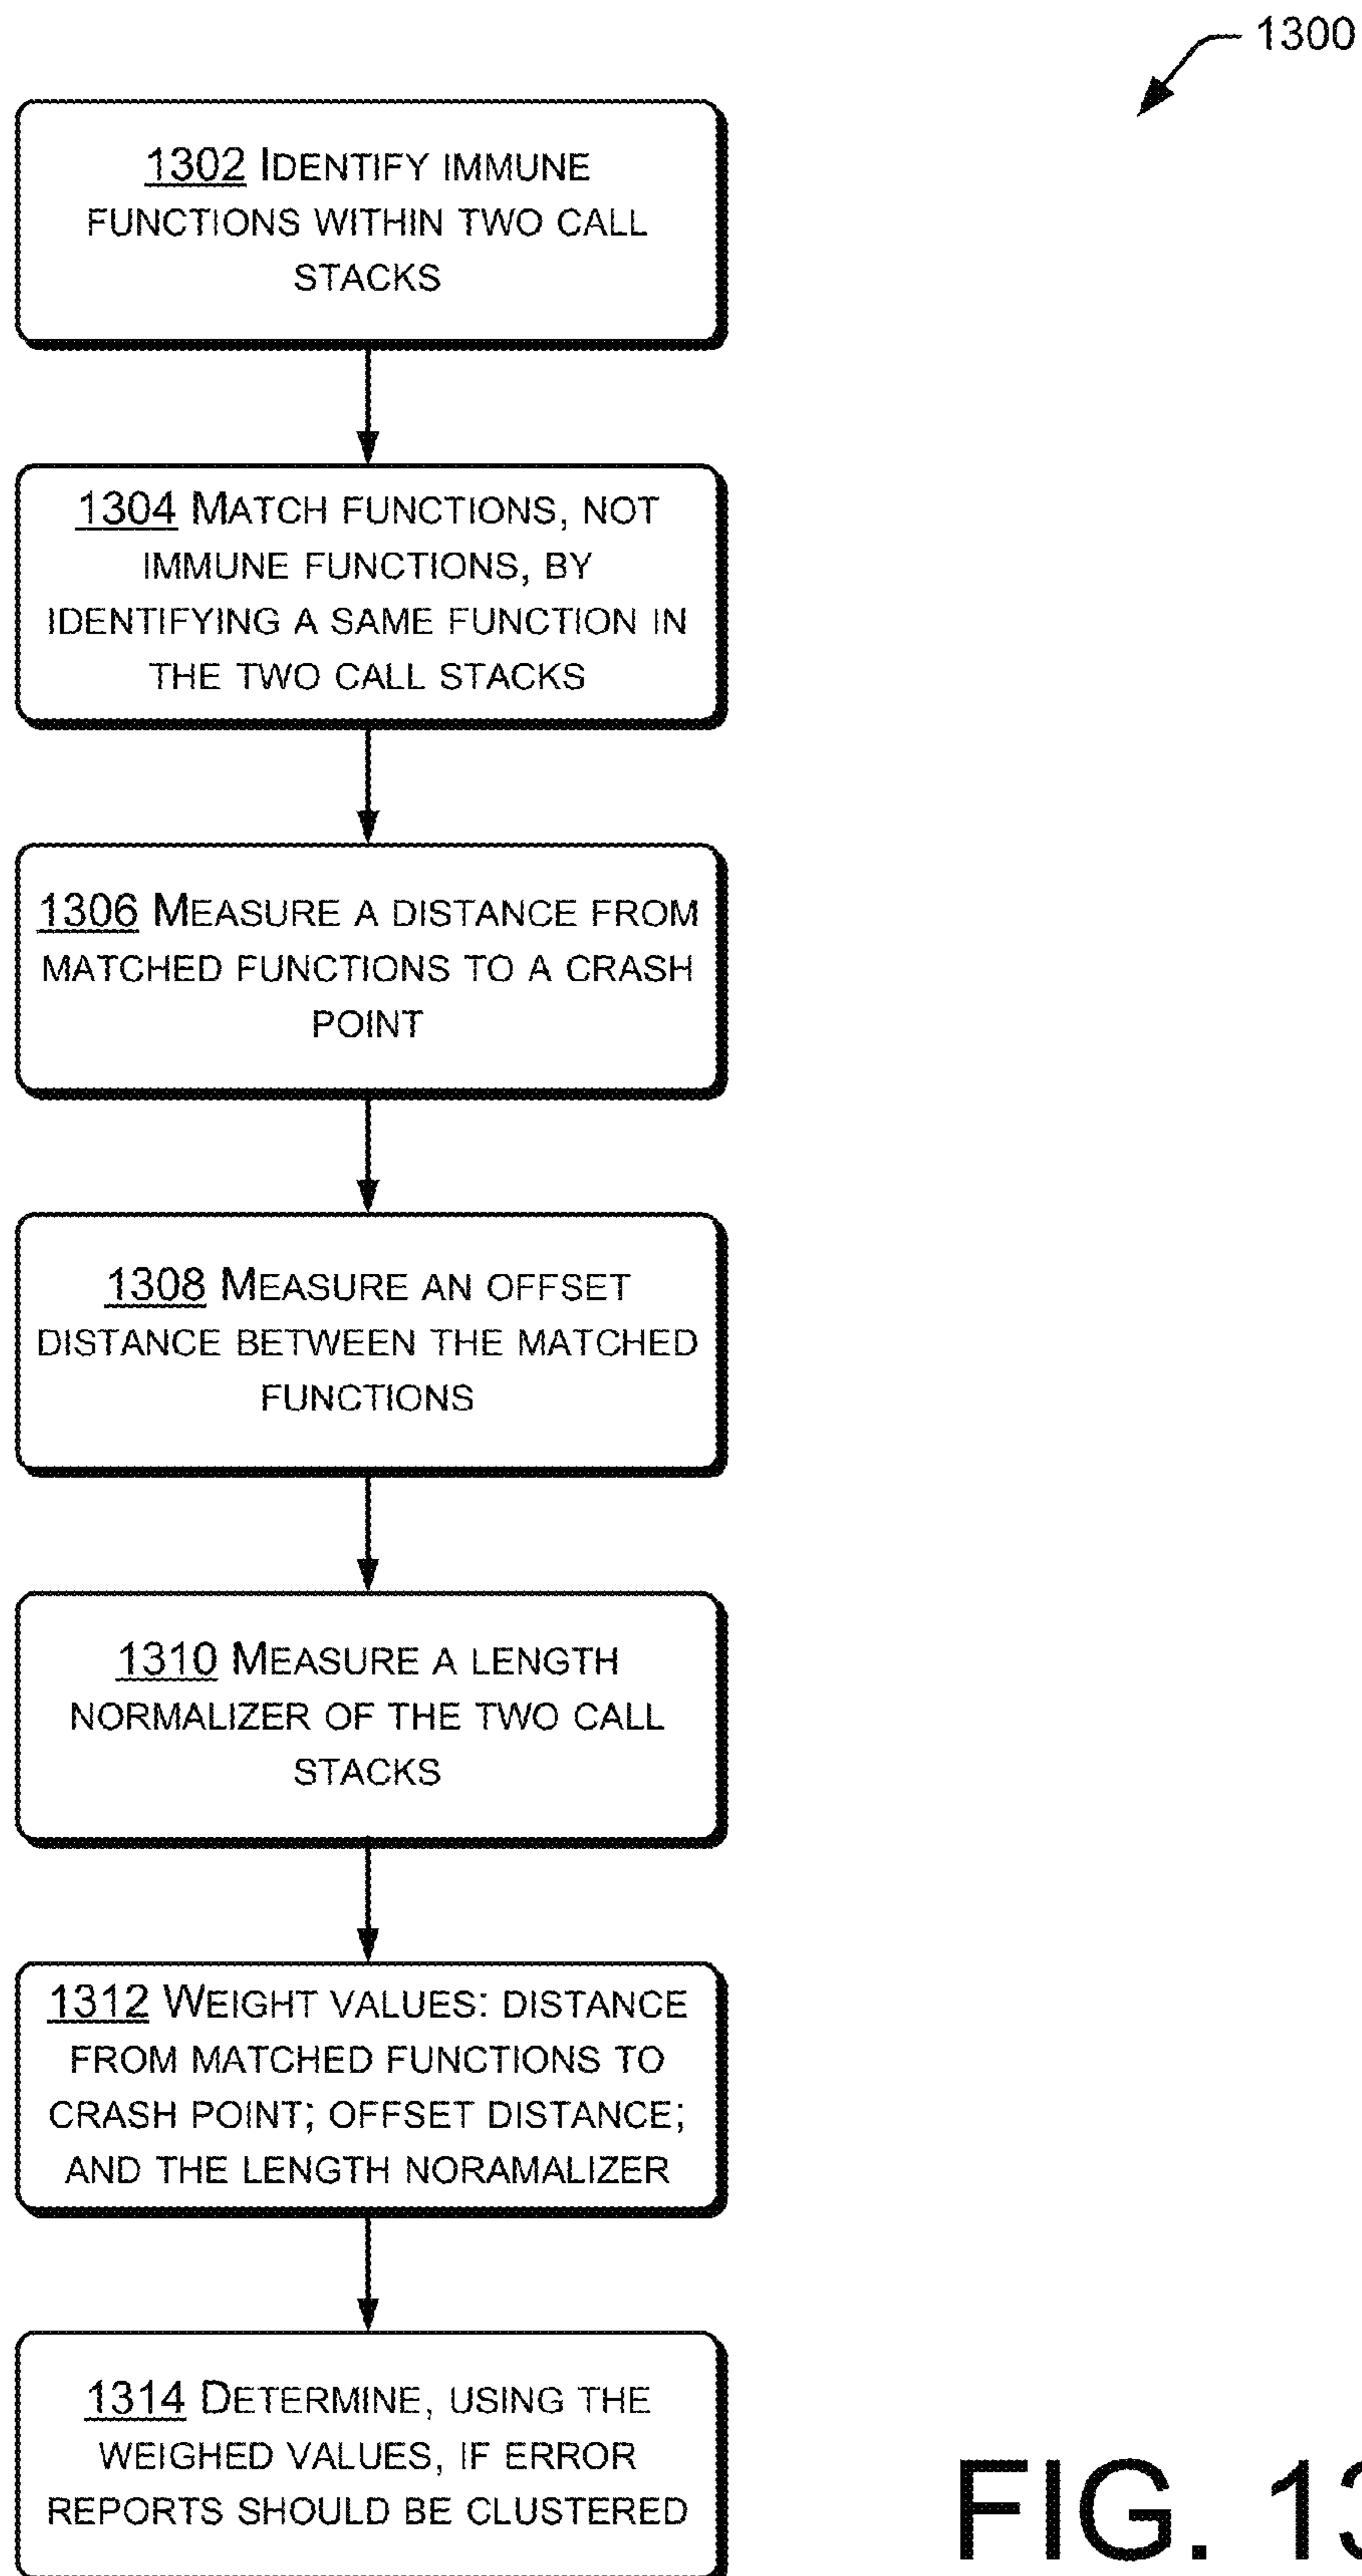 1300
1302 IDENTIFY IMMUNE
FUNCTIONS WITHIN TWO CALL
STACKS
1304 MATCH FUNCTIONS, NOT
IMMUNE FUNCTIONS, BY
IDENTIFYING A SAME FUNCTION IN
THE TWO CALL STACKS
1306 MEASURE A DISTANCE FROM
MATCHED FUNCTIONS TO A CRASH
POINT
1308 MEASURE AN OFFSET
DISTANCE BETWEEN THE MATCHED
FUNCTIONS
1310 MEASURE A LENGTH
NORMALIZER OF THE TWO CALL
STACKS
1312 WEIGHT VALUES: DISTANCE
FROM MATCHED FUNCTIONS TO
CRASH POINT; OFFSET DISTANCE;
AND THE LENGTH NORAMALIZER
1314 DETERMINE, USING THE
WEIGHED VALUES, IF ERROR
REPORTS SHOULD BE CLUSTERED
FIG. 13